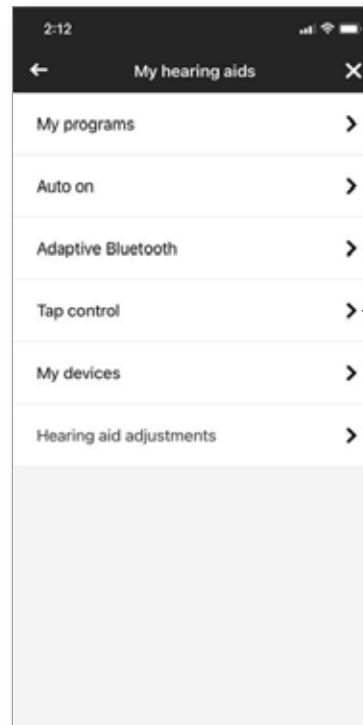 2:12
My hearing aids
My programs
Auto on
Adaptive Bluetooth
Tap control
My devices
Hearing aid adjustments